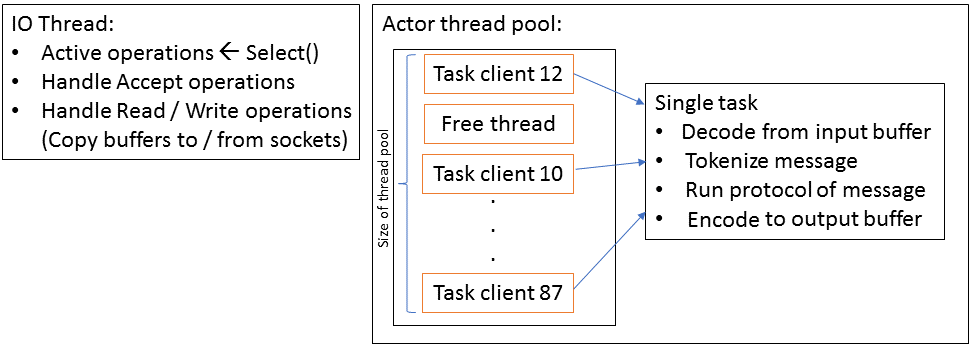 IO Thread:
• Active operations ← Select()
• Handle Accept operations
• Handle Read / Write operations
(Copy buffers to / from sockets)
Actor thread pool:
Size of thread pool
Task client 12
Free thread
Task client 10
.
.
.
Task client 87
Single task
• Decode from input buffer
• Tokenize message
• Run protocol of message
• Encode to output buffer